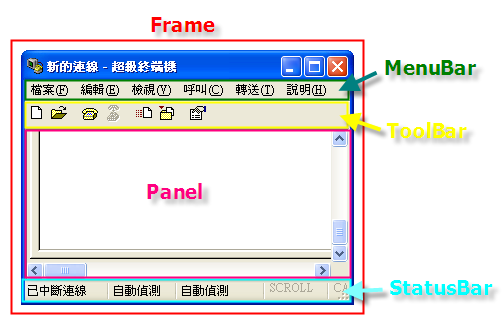 Frame
新的連線 - 超級終端機
MenuBar
檔案(F) 編輯(E) 檢視(V) 呼叫(C) 轉送(T) 說明(H)
ToolBar
Panel
StatusBar
已中斷連線 自動偵測 自動偵測 SCROLL CA